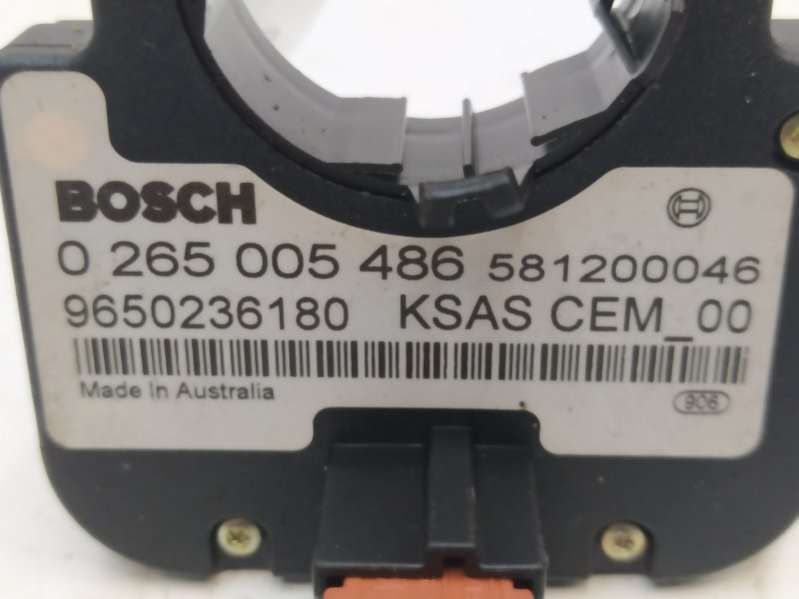 BOSCH
0 265 005 486 581200046
9650236180 KSAS CEM_00
Made In Australia
906